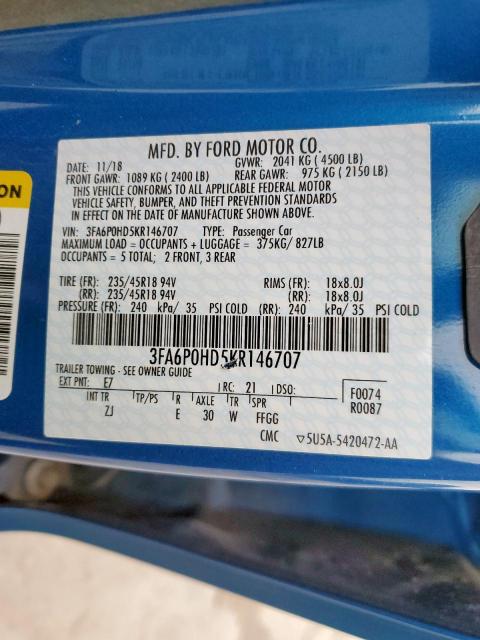 MFD. BY FORD MOTOR CO.
DATE: 11/18 GVWR: 2041 KG ( 4500 LB)
FRONT GAWR: 1089 KG ( 2400 LB) REAR GAWR: 975 KG ( 2150 LB)
THIS VEHICLE CONFORMS TO ALL APPLICABLE FEDERAL MOTOR
VEHICLE SAFETY, BUMPER, AND THEFT PREVENTION STANDARDS
IN EFFECT ON THE DATE OF MANUFACTURE SHOWN ABOVE.
VIN: 3FA6P0HD5KR146707 TYPE: Passenger Car
MAXIMUM LOAD = OCCUPANTS + LUGGAGE = 375KG/ 827LB
OCCUPANTS = 5 TOTAL; 2 FRONT, 3 REAR
TIRE (FR): 235/45R18 94V RIMS (FR): 18x8.0J
(RR): 235/45R18 94V (RR): 18x8.0J
PRESSURE (FR): 240 kPa/ 35 PSI COLD (RR): 240 kPa/ 35 PSI COLD
3FA6P0HD5KR146707
TRAILER TOWING - SEE OWNER GUIDE
EXT PNT: E7 RC: 21 DSO: F0074
INT TR TP/PS R AXLE TR SPR R0087
ZJ E 30 W FFGG
CMC ▽5U5A-5420472-AA
ON